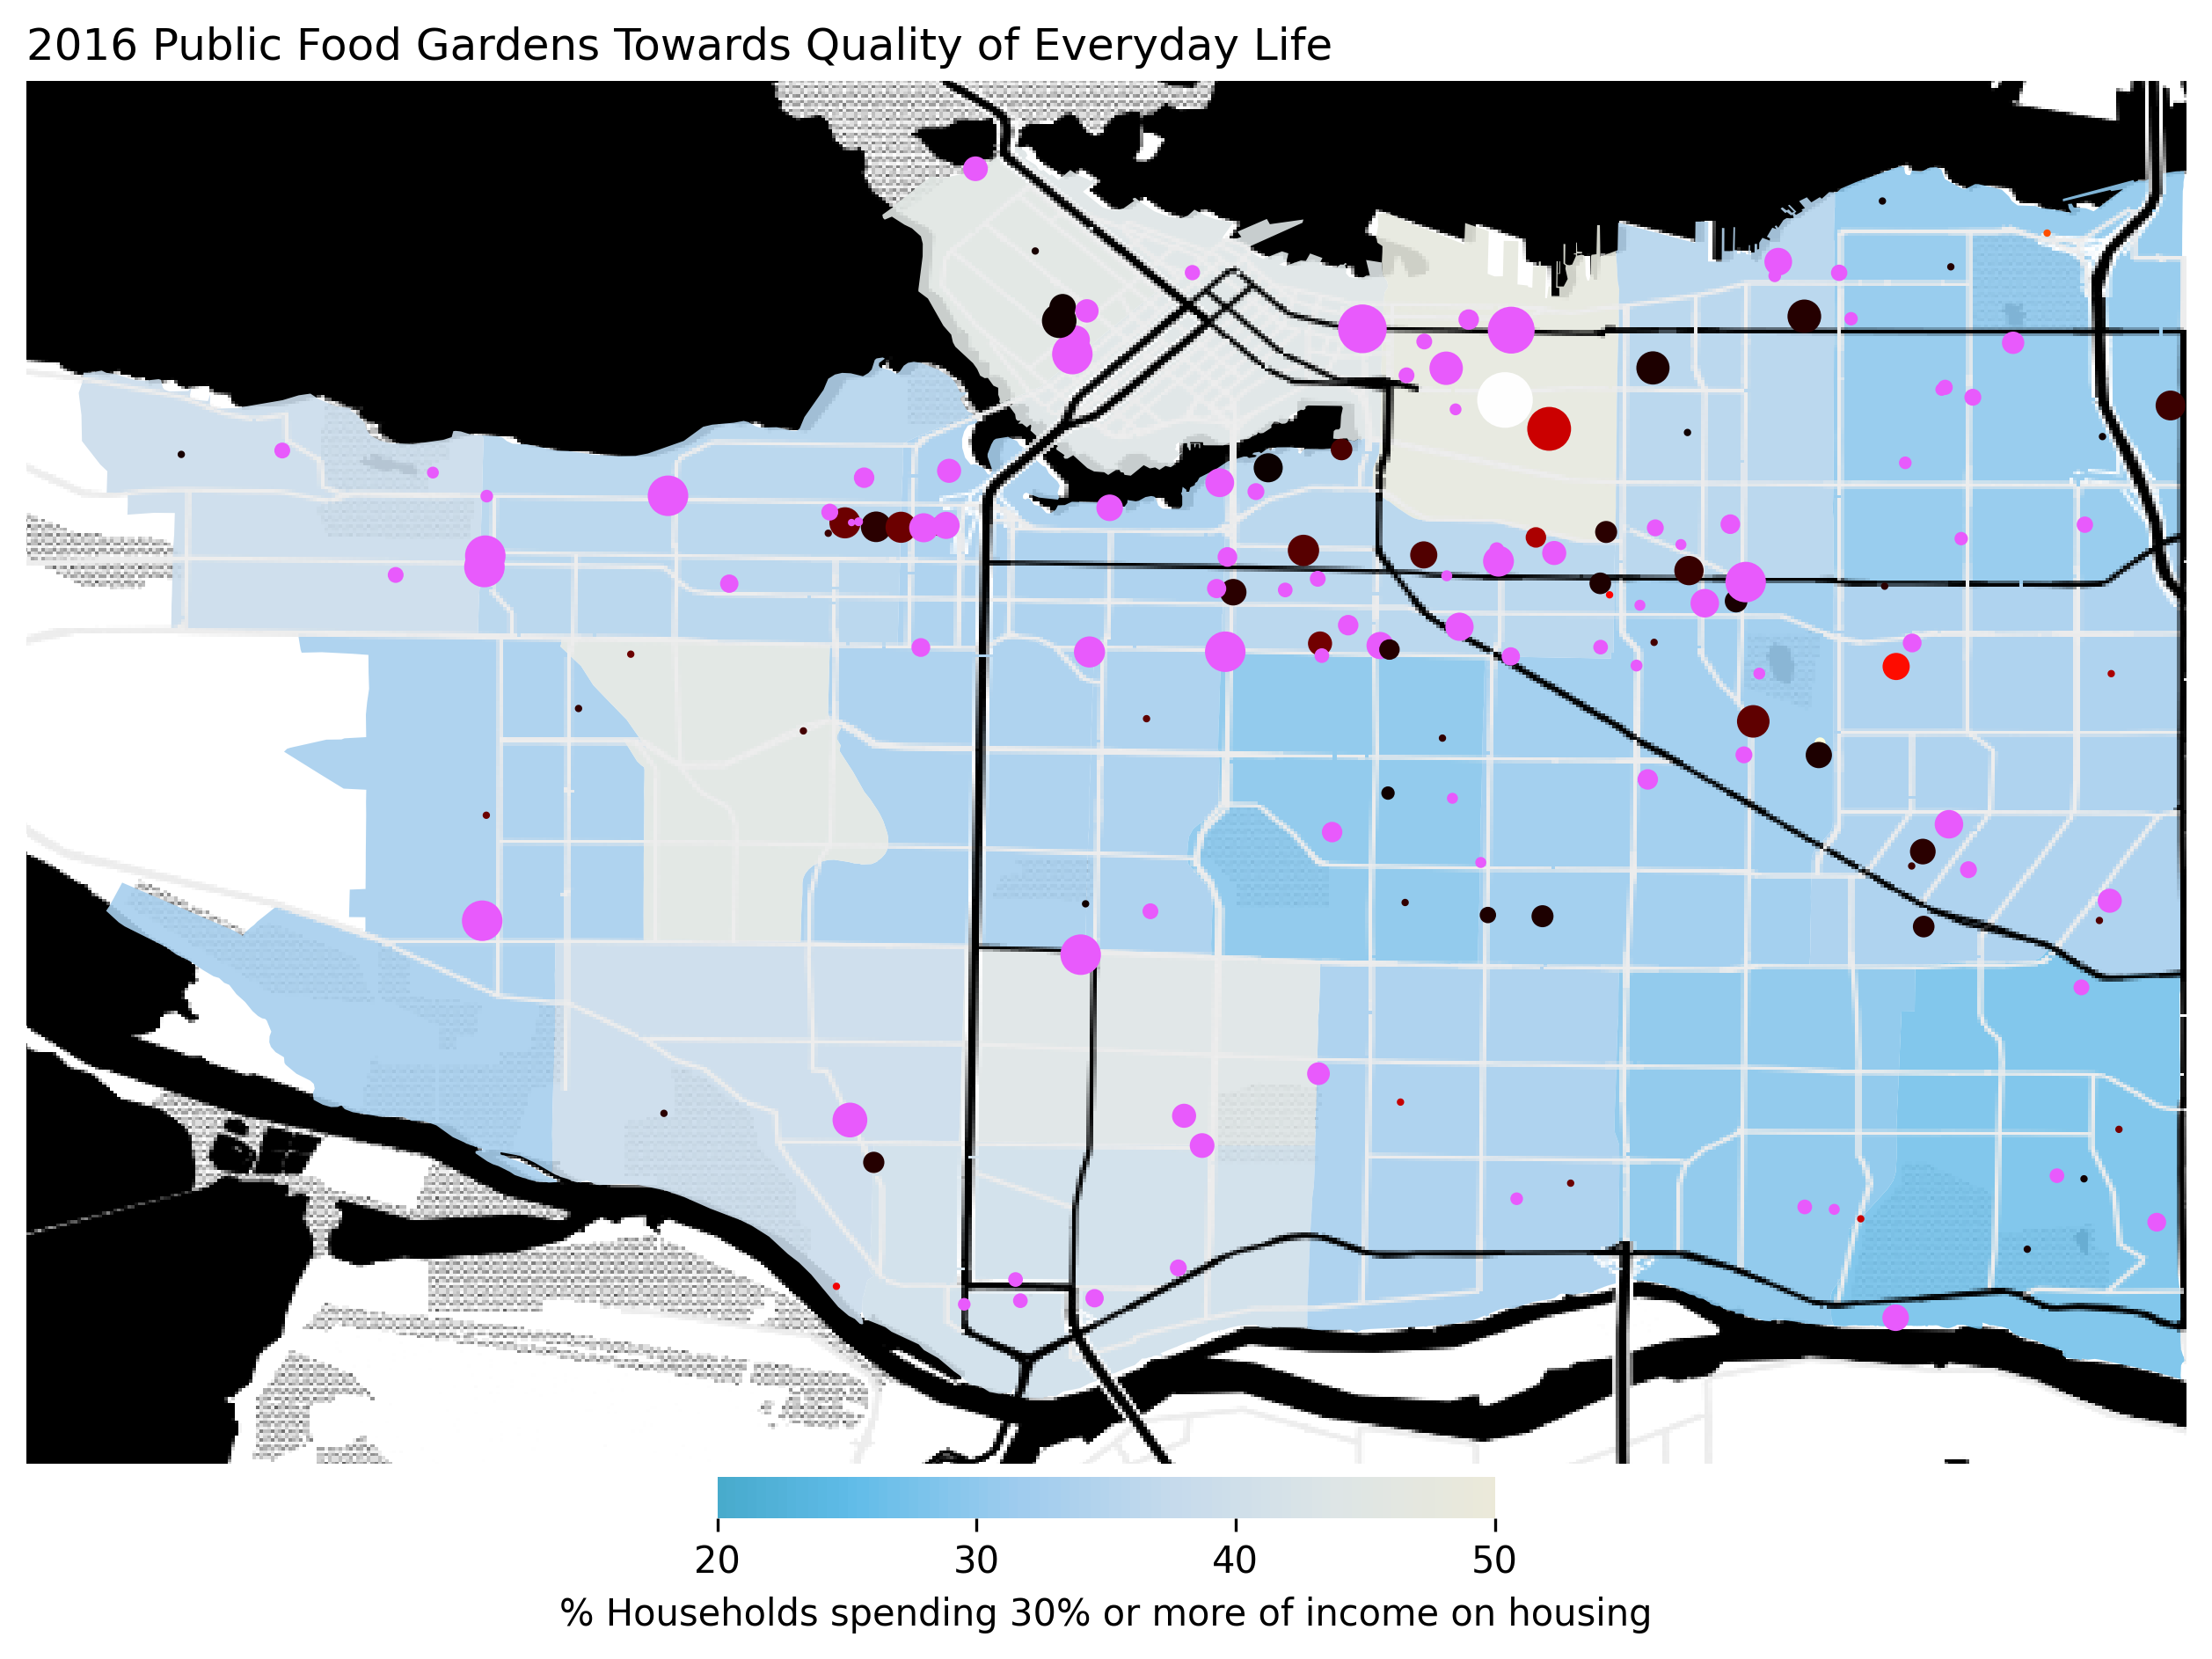 2016 Public Food Gardens Towards Quality of Everyday Life
20 30 40 50
% Households spending 30% or more of income on housing